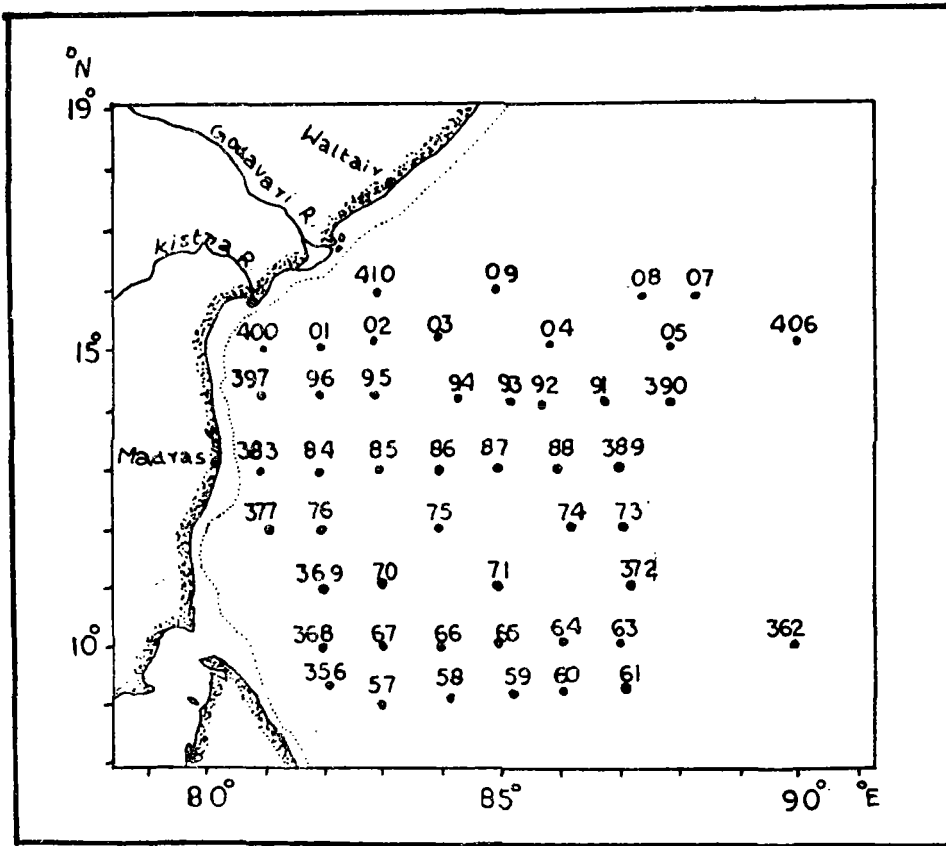 °N
19°
Godavari R.
Waltair
Kistna R.
410 09 08 07
400 01 02 03 04 05 406
15°
397 96 95 94 93 92 91 390
Madras
383 84 85 86 87 88 389
377 76 75 74 73
369 70 71 372
10°
368 67 66 65 64 63 362
356 57 58 59 60 61
80° 85° 90° °E